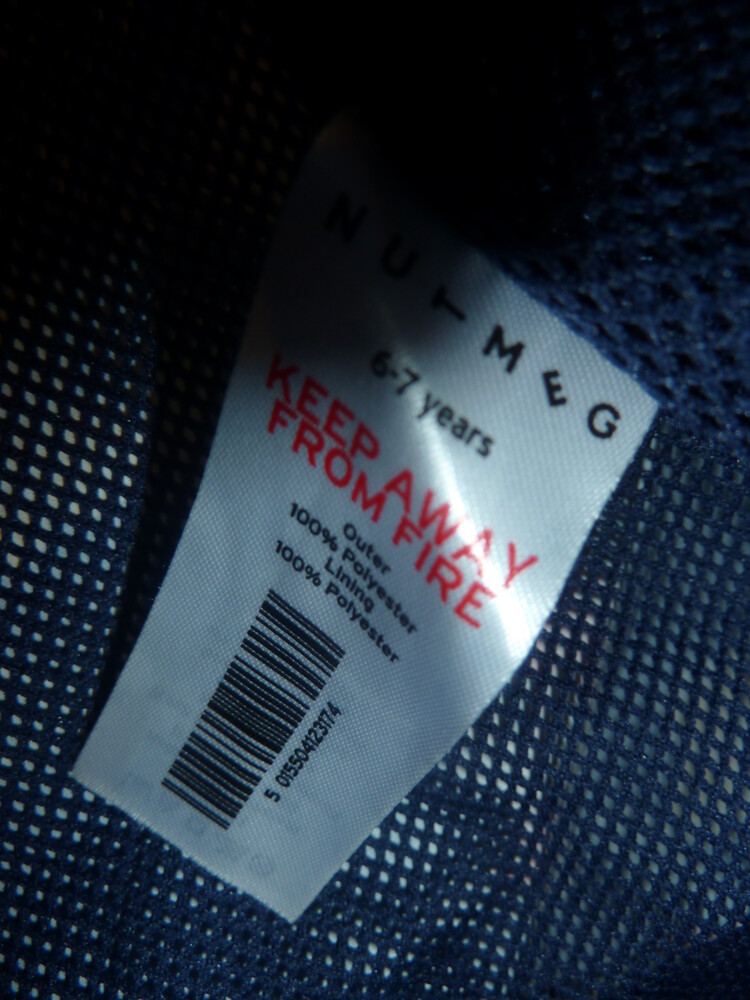 NUTMEG
6-7 years
KEEP AWAY
FROM FIRE
Outer
100% Polyester
Lining
100% Polyester
5 015504123174